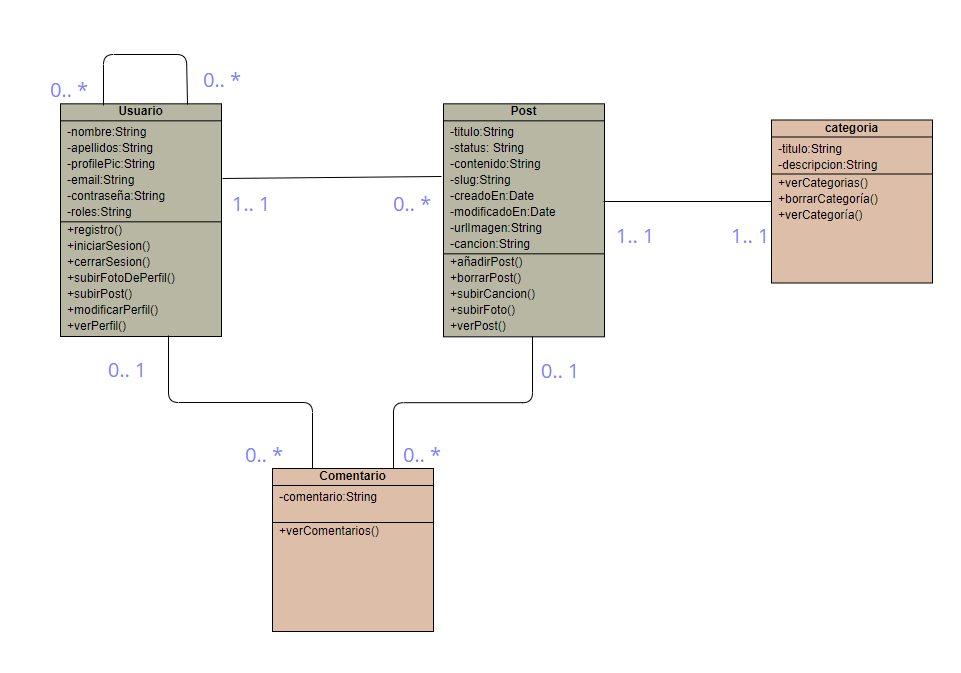 0.. *
0.. *
Usuario
-nombre:String
-apellidos:String
-profilePic:String
-email:String
-contraseña:String
-roles:String
+registro()
+iniciarSesion()
+cerrarSesion()
+subirFotoDePerfil()
+subirPost()
+modificarPerfil()
+verPerfil()
1.. 1
0.. *
Post
-titulo:String
-status: String
-contenido:String
-slug:String
-creadoEn:Date
-modificadoEn:Date
-urlImagen:String
-cancion:String
+añadirPost()
+borrarPost()
+subirCancion()
+subirFoto()
+verPost()
1.. 1
1.. 1
categoria
-titulo:String
-descripcion:String
+verCategorias()
+borrarCategoría()
+verCategoría()
0.. 1
0.. 1
0.. *
0.. *
Comentario
-comentario:String
+verComentarios()